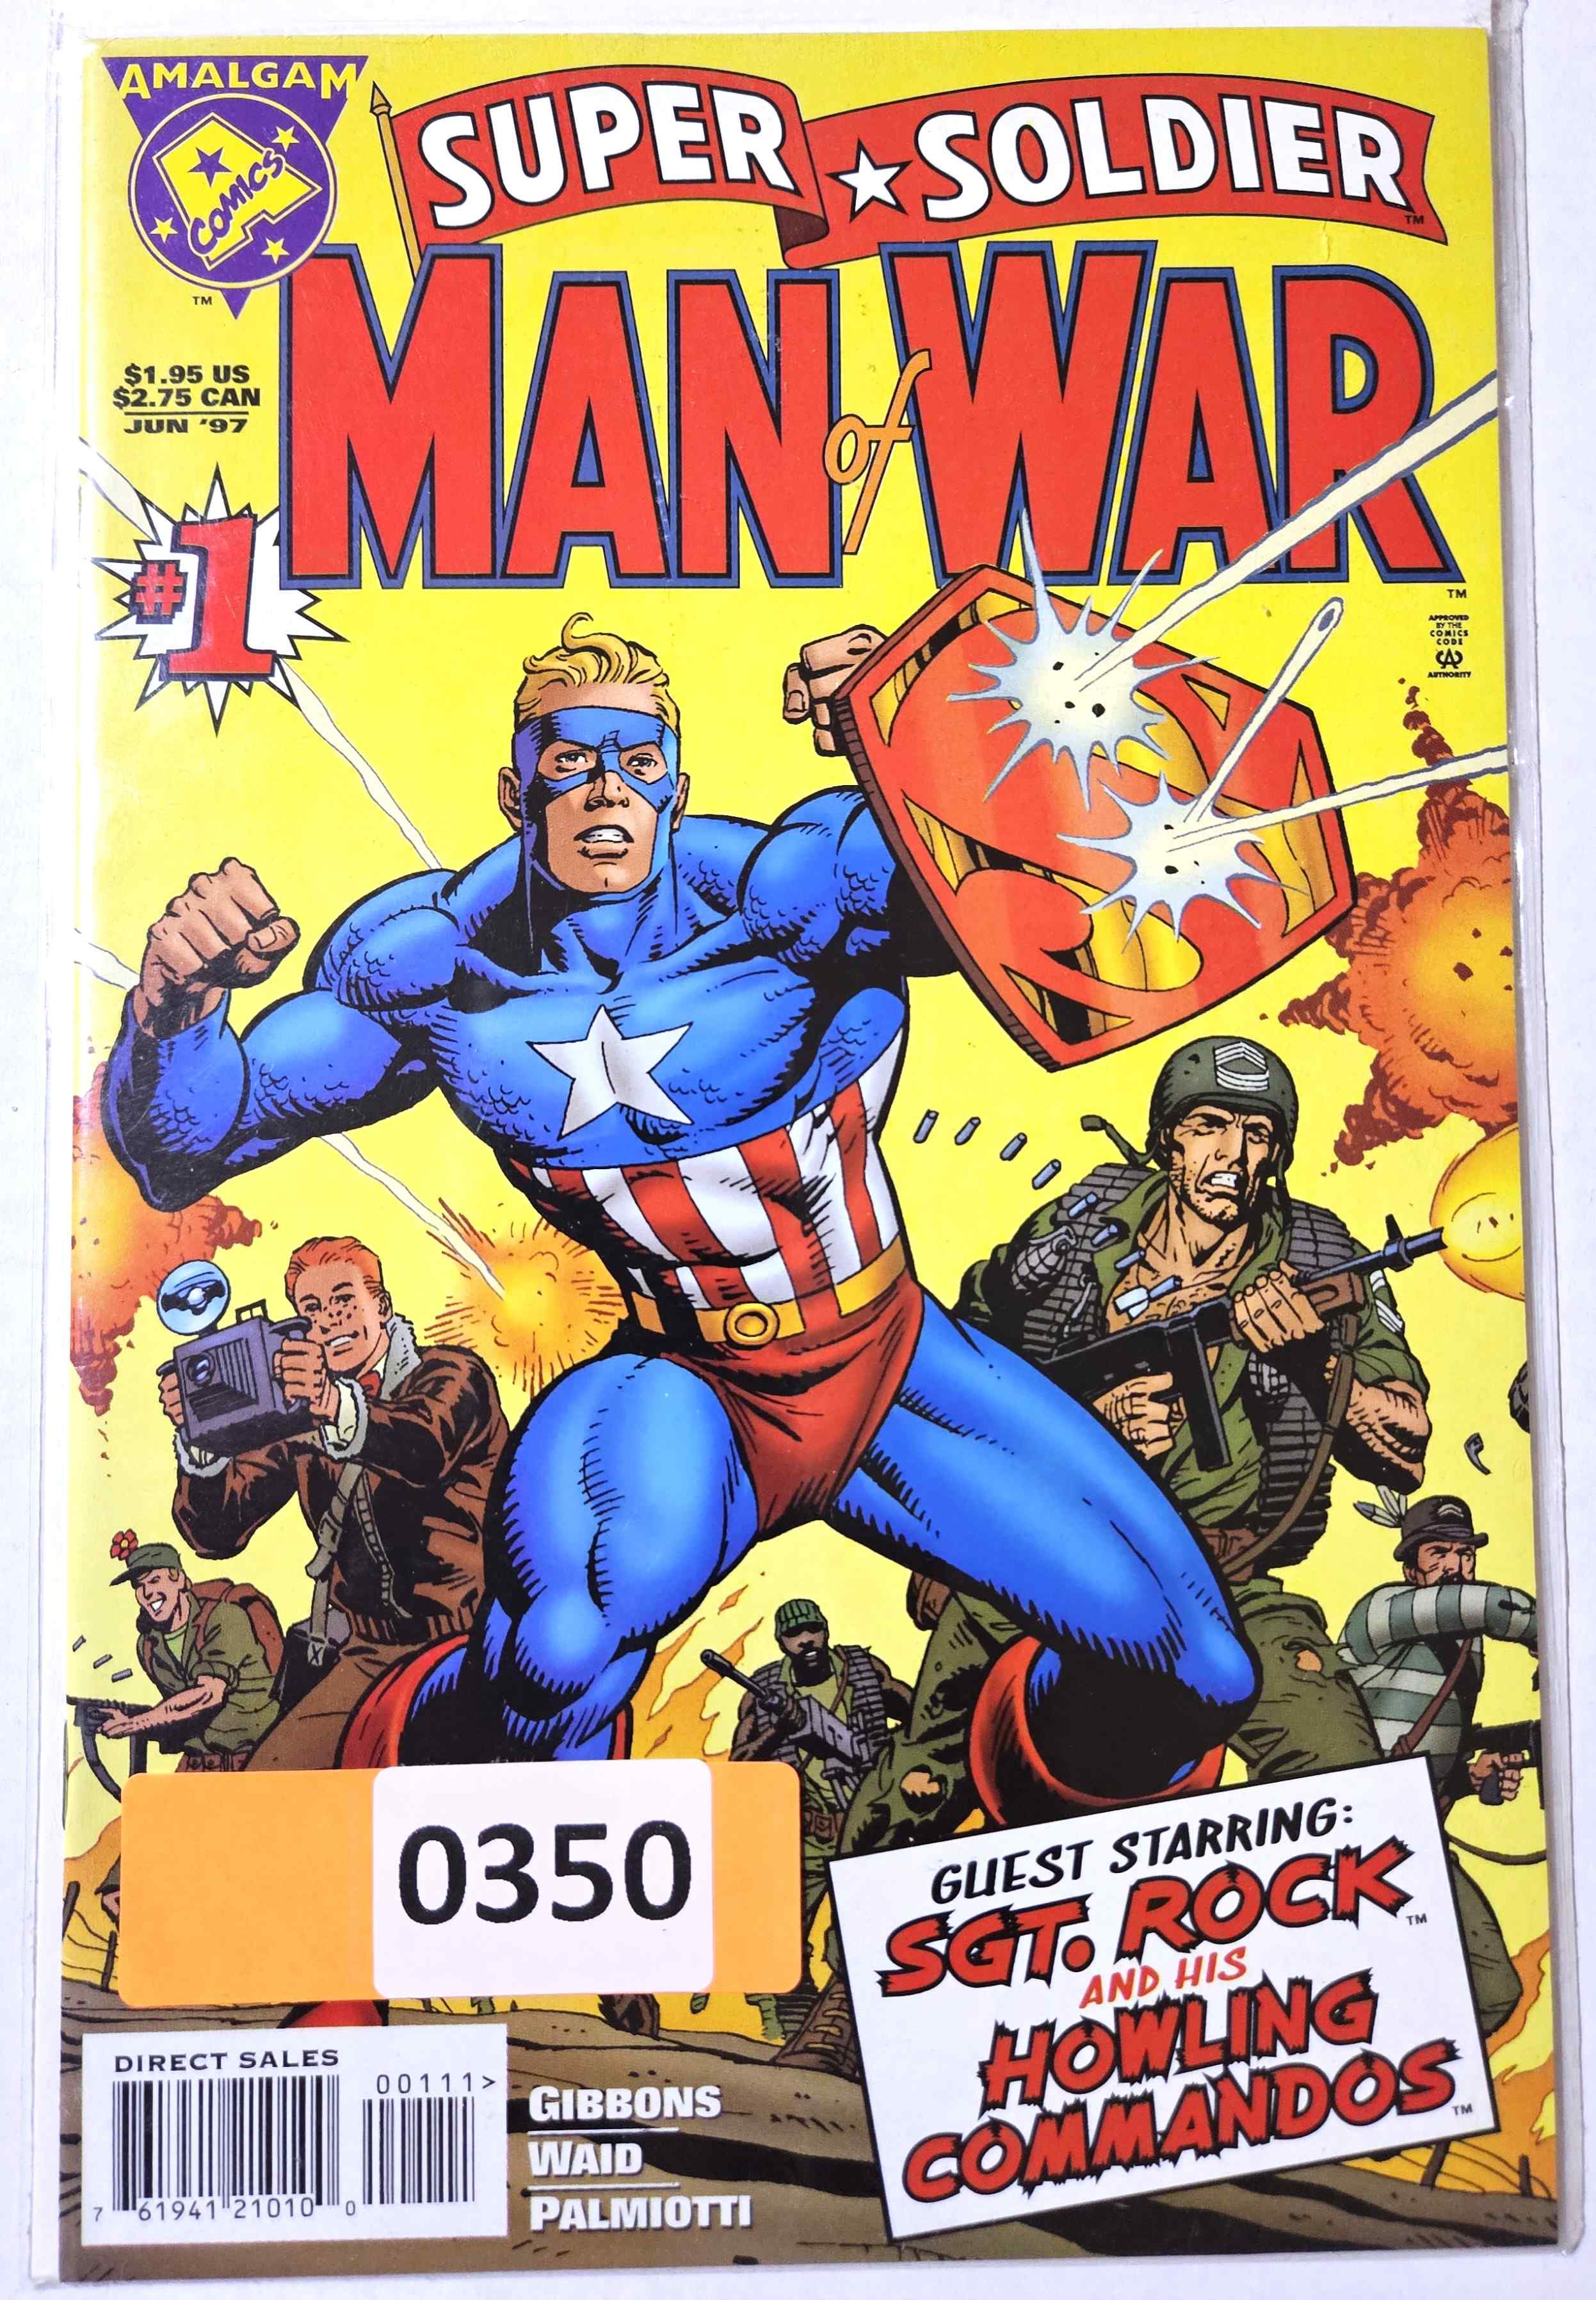 AMALGAM
COMICS
TM
SUPER SOLDIER
TM
MAN of WAR
TM
$1.95 US
$2.75 CAN
JUN '97
#1
APPROVED
BY THE
COMICS
CODE
CA
AUTHORITY
0350
GUEST STARRING:
SGT. ROCK
TM
AND HIS
HOWLING
COMMANDOS
TM
DIRECT SALES
00111>
7 61941 21010 0
GIBBONS
WAID
PALMIOTTI